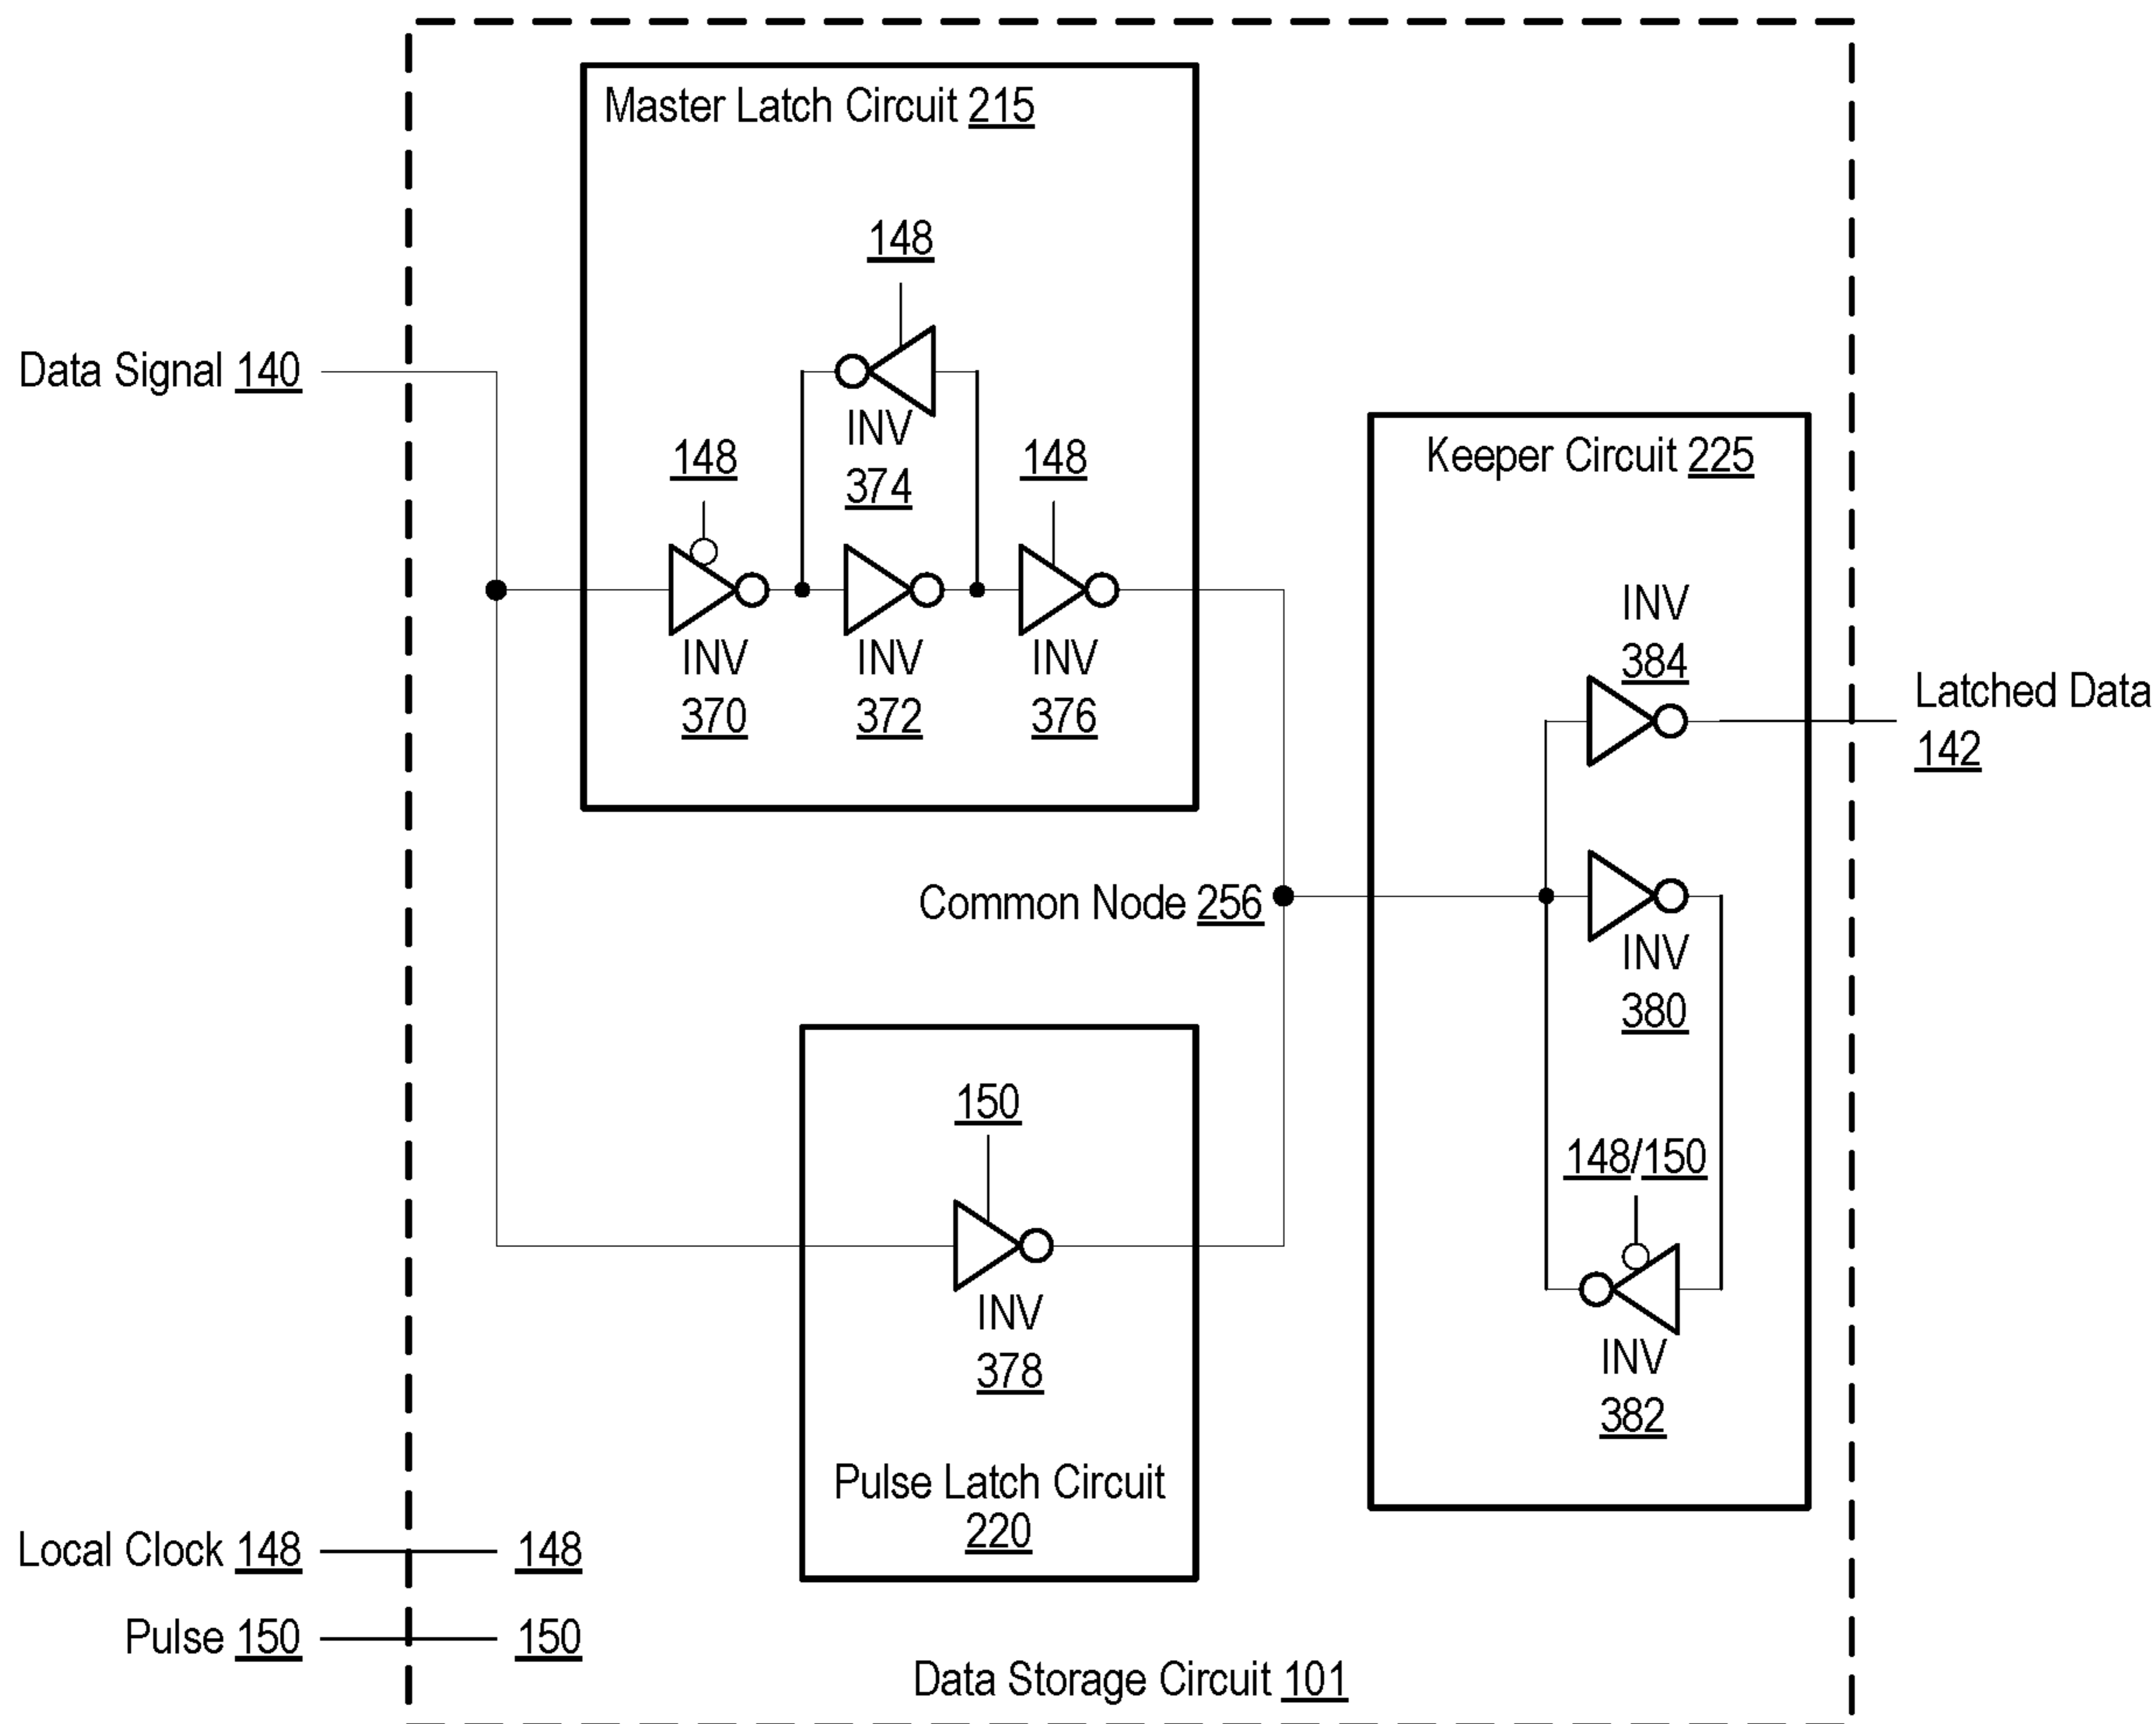 Master Latch Circuit 215
148
Data Signal 140
INV
374
148
148
INV
370
INV
372
INV
376
Keeper Circuit 225
INV
384
Latched Data
142
Common Node 256
INV
380
150
148/150
INV
378
INV
382
Pulse Latch Circuit
220
Local Clock 148
148
Pulse 150
150
Data Storage Circuit 101